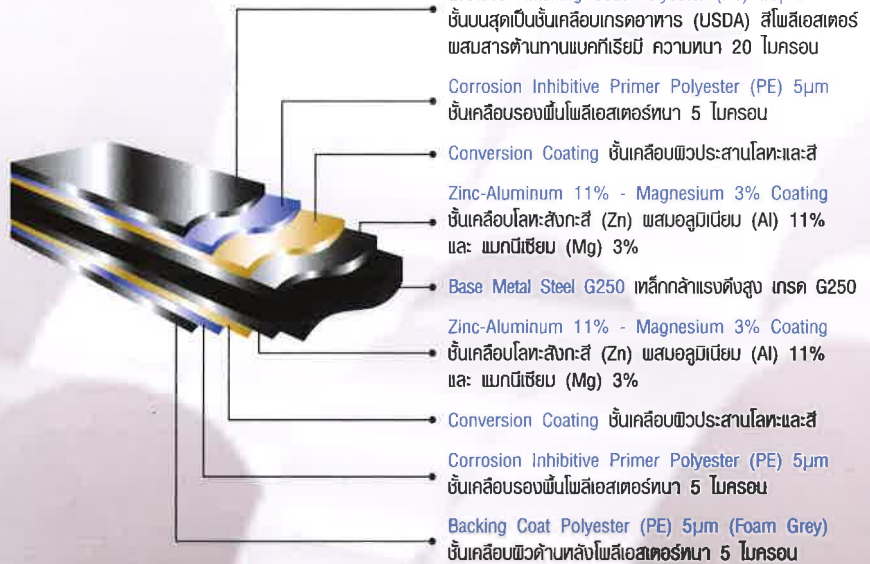 ชั้นบนสุดเป็นชั้นเคลือบเกรดอาหาร (USDA) สีโพลีเอสเตอร์
ผสมสารต้านทานแบคทีเรียมี ความหนา 20 ไมครอน
Corrosion Inhibitive Primer Polyester (PE) 5µm
ชั้นเคลือบรองพื้นโพลีเอสเตอร์หนา 5 ไมครอน
Conversion Coating ชั้นเคลือบผิวประสานโลหะและสี
Zinc-Aluminum 11% - Magnesium 3% Coating
ชั้นเคลือบโลหะสังกะสี (Zn) ผสมอลูมิเนียม (Al) 11%
และ แมกนีเซียม (Mg) 3%
Base Metal Steel G250 เหล็กกล้าแรงดึงสูง เกรด G250
Zinc-Aluminum 11% - Magnesium 3% Coating
ชั้นเคลือบโลหะสังกะสี (Zn) ผสมอลูมิเนียม (Al) 11%
และ แมกนีเซียม (Mg) 3%
Conversion Coating ชั้นเคลือบผิวประสานโลหะและสี
Corrosion Inhibitive Primer Polyester (PE) 5µm
ชั้นเคลือบรองพื้นโพลีเอสเตอร์หนา 5 ไมครอน
Backing Coat Polyester (PE) 5µm (Foam Grey)
ชั้นเคลือบผิวด้านหลังโพลีเอสเตอร์หนา 5 ไมครอน